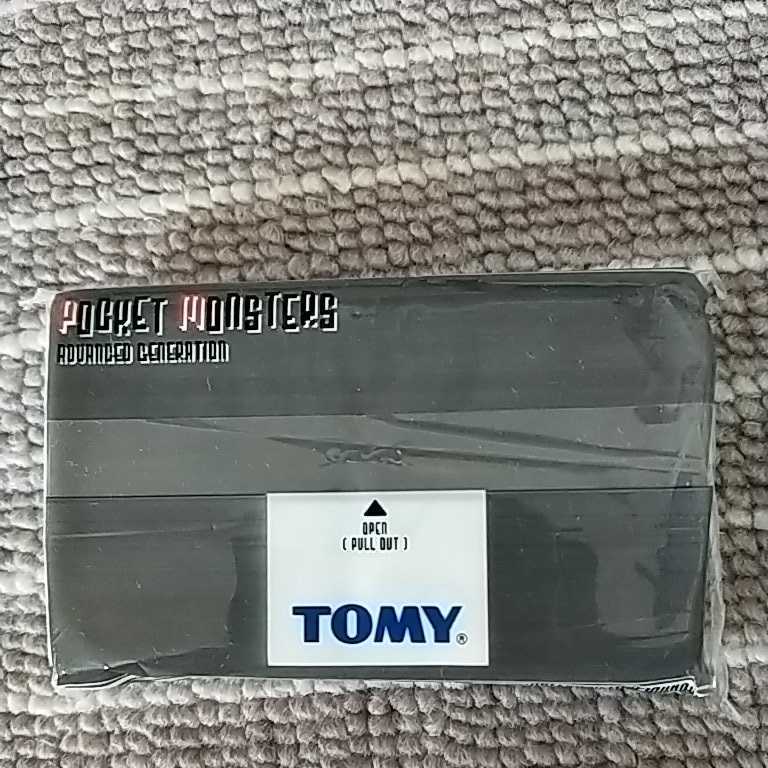 POCKET MONSTERS
ADVANCED GENERATION
OPEN
( PULL OUT )
TOMY®